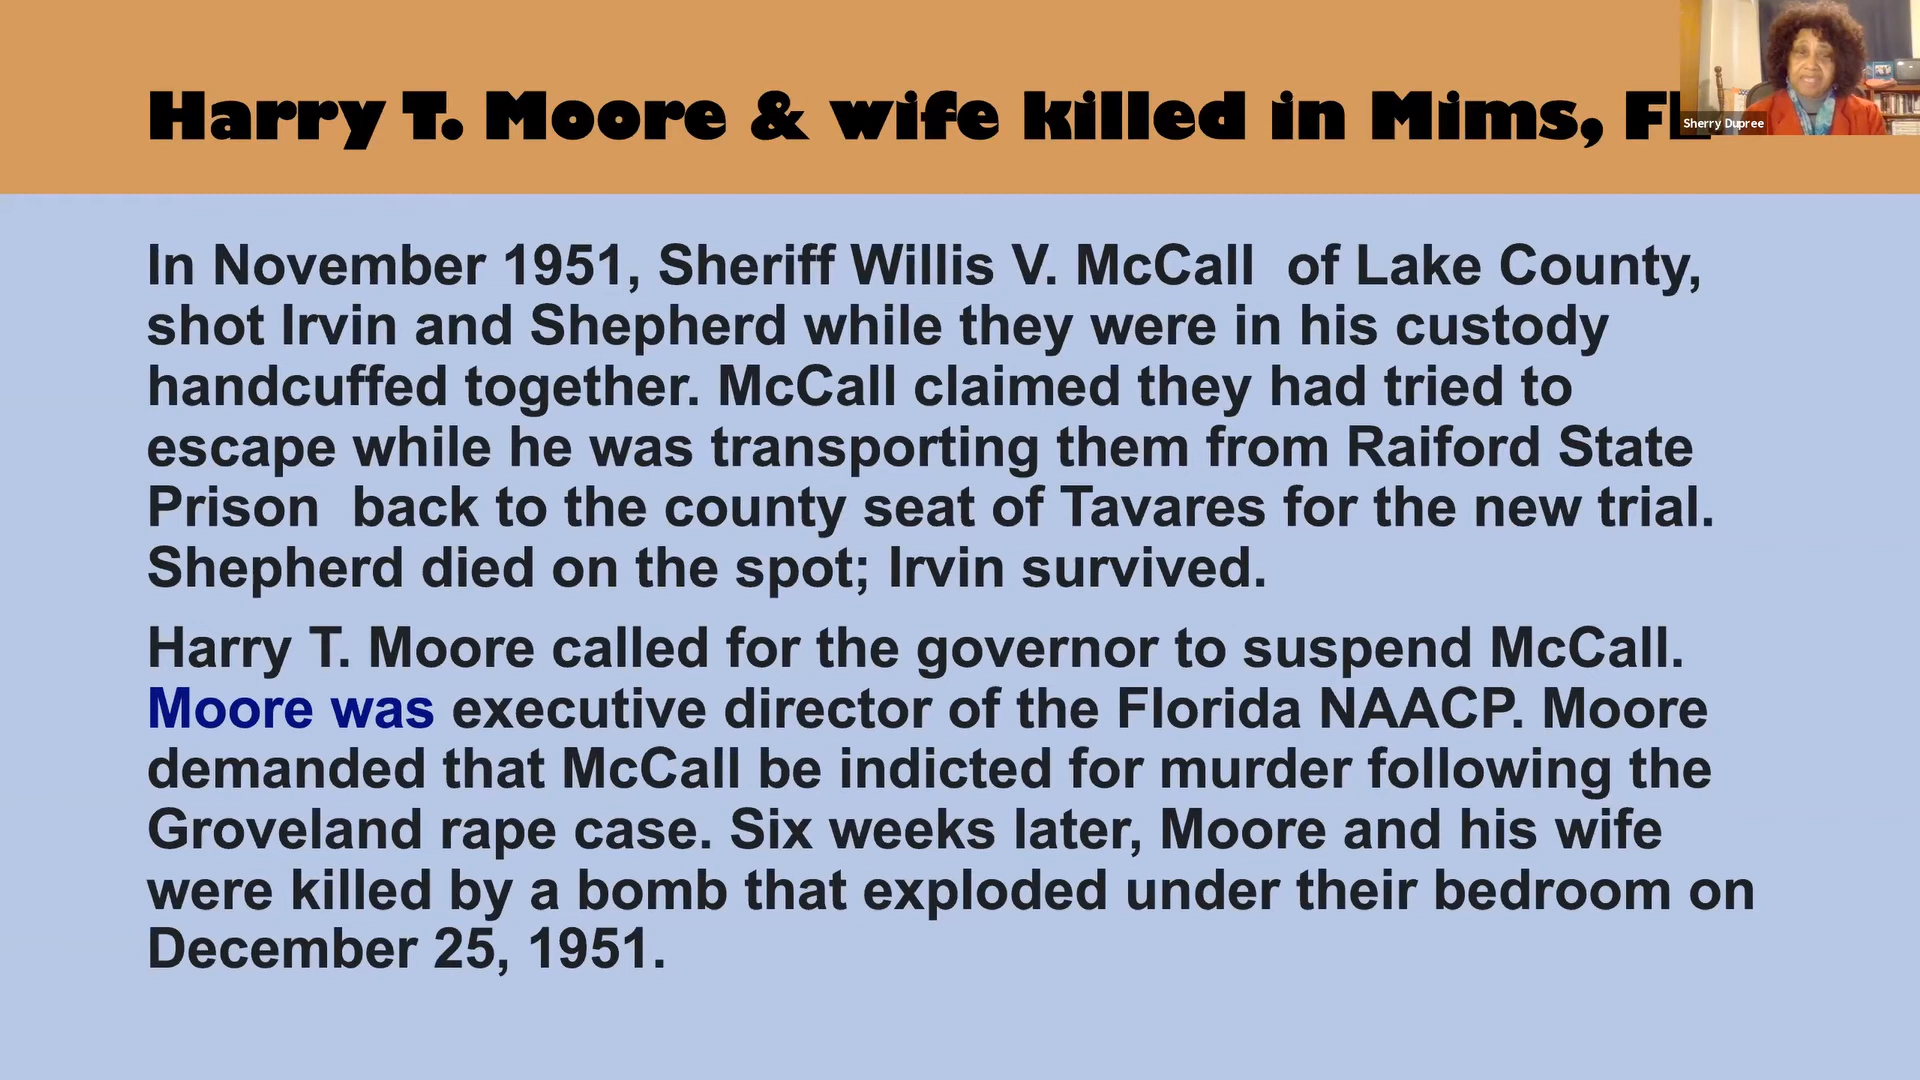 Harry T. Moore & wife killed in Mims, FL
Sherry Dupree
In November 1951, Sheriff Willis V. McCall  of Lake County,
shot Irvin and Shepherd while they were in his custody
handcuffed together. McCall claimed they had tried to
escape while he was transporting them from Raiford State
Prison  back to the county seat of Tavares for the new trial.
Shepherd died on the spot; Irvin survived.
Harry T. Moore called for the governor to suspend McCall.
Moore was executive director of the Florida NAACP. Moore
demanded that McCall be indicted for murder following the
Groveland rape case. Six weeks later, Moore and his wife
were killed by a bomb that exploded under their bedroom on
December 25, 1951.